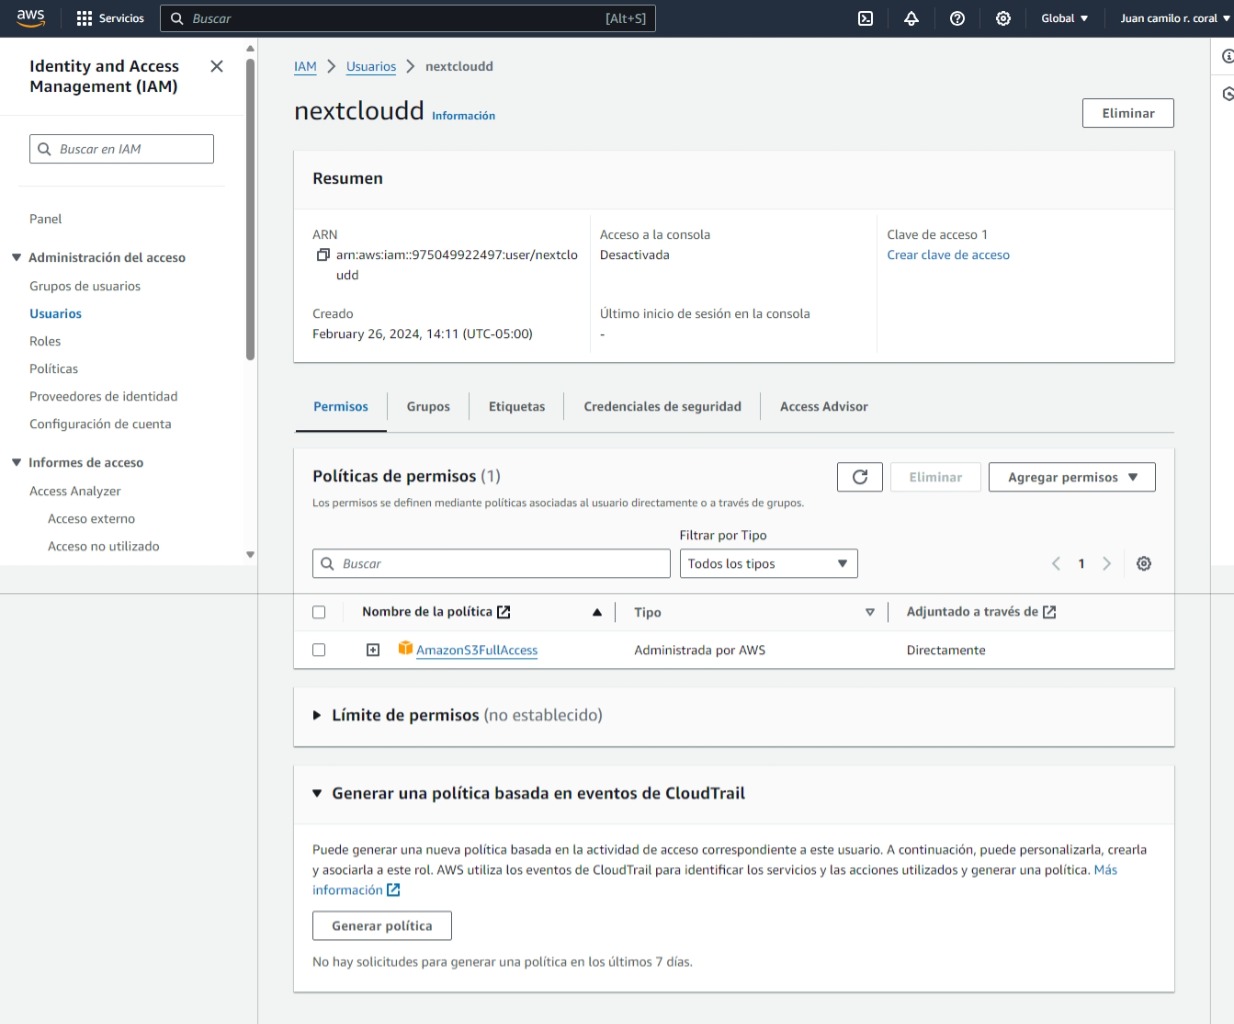 aws
Servicios
Buscar
[Alt+S]
Global
Juan camilo r. coral
Identity and Access
Management (IAM)
Buscar en IAM
Panel
Administración del acceso
Grupos de usuarios
Usuarios
Roles
Políticas
Proveedores de identidad
Configuración de cuenta
Informes de acceso
Access Analyzer
Acceso externo
Acceso no utilizado
IAM > Usuarios > nextcloudd
nextcloudd Información
Eliminar
Resumen
ARN
arn:aws:iam::975049922497:user/nextclo
udd
Creado
February 26, 2024, 14:11 (UTC-05:00)
Acceso a la consola
Desactivada
Último inicio de sesión en la consola
-
Clave de acceso 1
Crear clave de acceso
Permisos
Grupos
Etiquetas
Credenciales de seguridad
Access Advisor
Políticas de permisos (1)
Los permisos se definen mediante políticas asociadas al usuario directamente o a través de grupos.
Eliminar
Agregar permisos
Filtrar por Tipo
Buscar
Todos los tipos
1
Nombre de la política
Tipo
Adjuntado a través de
AmazonS3FullAccess
Administrada por AWS
Directamente
Límite de permisos (no establecido)
Generar una política basada en eventos de CloudTrail
Puede generar una nueva política basada en la actividad de acceso correspondiente a este usuario. A continuación, puede personalizarla, crearla
y asociarla a este rol. AWS utiliza los eventos de CloudTrail para identificar los servicios y las acciones utilizados y generar una política. Más
información
Generar política
No hay solicitudes para generar una política en los últimos 7 días.